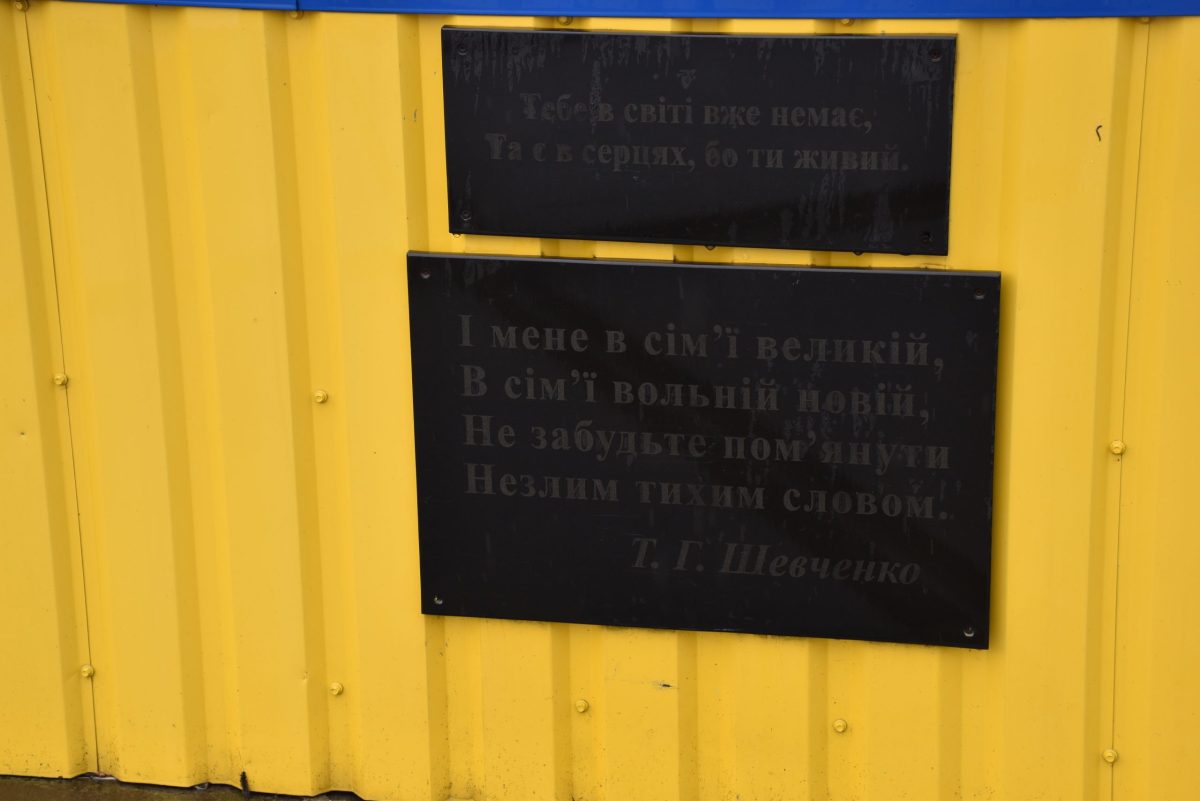 Тебе в світі вже немає,
Та є в серцях, бо ти живий.
І мене в сім’ї великій,
В сім’ї вольній новій,
Не забудьте пом’янути
Незлим тихим словом.
Т. Г. Шевченко